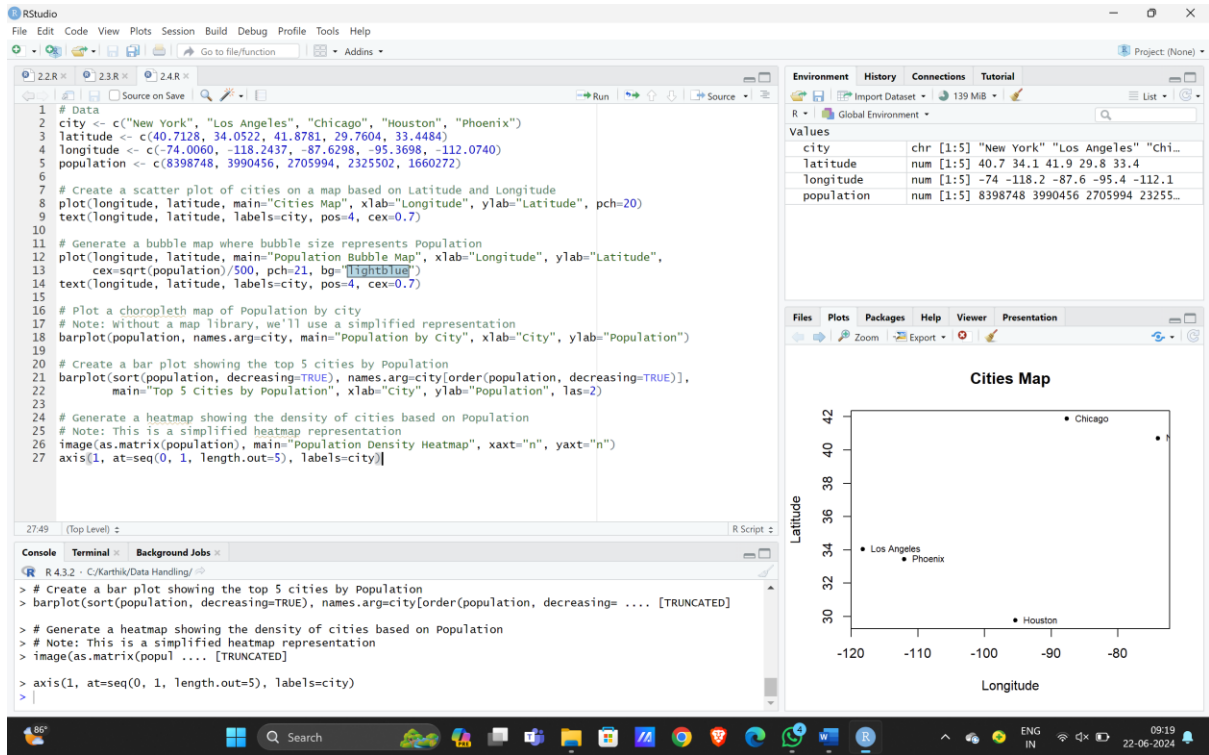 RStudio
File Edit Code View Plots Session Build Debug Profile Tools Help
Go to file/function Addins Project: (None)
2.2.R 2.3.R 2.4.R
Source on Save Run Source
1 # Data
2 city <- c("New York", "Los Angeles", "Chicago", "Houston", "Phoenix")
3 latitude <- c(40.7128, 34.0522, 41.8781, 29.7604, 33.4484)
4 longitude <- c(-74.0060, -118.2437, -87.6298, -95.3698, -112.0740)
5 population <- c(8398748, 3990456, 2705994, 2325502, 1660272)
6
7 # Create a scatter plot of cities on a map based on Latitude and Longitude
8 plot(longitude, latitude, main="Cities Map", xlab="Longitude", ylab="Latitude", pch=20)
9 text(longitude, latitude, labels=city, pos=4, cex=0.7)
10
11 # Generate a bubble map where bubble size represents Population
12 plot(longitude, latitude, main="Population Bubble Map", xlab="Longitude", ylab="Latitude",
13 cex=sqrt(population)/500, pch=21, bg="lightblue")
14 text(longitude, latitude, labels=city, pos=4, cex=0.7)
15
16 # Plot a choropleth map of Population by city
17 # Note: Without a map library, we'll use a simplified representation
18 barplot(population, names.arg=city, main="Population by City", xlab="City", ylab="Population")
19
20 # Create a bar plot showing the top 5 cities by Population
21 barplot(sort(population, decreasing=TRUE), names.arg=city[order(population, decreasing=TRUE)],
22 main="Top 5 Cities by Population", xlab="City", ylab="Population", las=2)
23
24 # Generate a heatmap showing the density of cities based on Population
25 # Note: This is a simplified heatmap representation
26 image(as.matrix(population), main="Population Density Heatmap", xaxt="n", yaxt="n")
27 axis(1, at=seq(0, 1, length.out=5), labels=city)
27:49 (Top Level) R Script
Console Terminal Background Jobs
R 4.3.2 · C:/Karthik/Data Handling/
> # Create a bar plot showing the top 5 cities by Population
> barplot(sort(population, decreasing=TRUE), names.arg=city[order(population, decreasing= .... [TRUNCATED]
> # Generate a heatmap showing the density of cities based on Population
> # Note: This is a simplified heatmap representation
> image(as.matrix(popul .... [TRUNCATED]
> axis(1, at=seq(0, 1, length.out=5), labels=city)
>
Environment History Connections Tutorial
Import Dataset 139 MiB List
R Global Environment
Values
city chr [1:5] "New York" "Los Angeles" "Chi…
latitude num [1:5] 40.7 34.1 41.9 29.8 33.4
longitude num [1:5] -74 -118.2 -87.6 -95.4 -112.1
population num [1:5] 8398748 3990456 2705994 23255…
Files Plots Packages Help Viewer Presentation
Zoom Export
Cities Map
Latitude
42
40
38
36
34
32
30
Chicago
N
Los Angeles
Phoenix
Houston
-120 -110 -100 -90 -80
Longitude
86°
Search
PRE
4
ENG
IN
09:19
22-06-2024